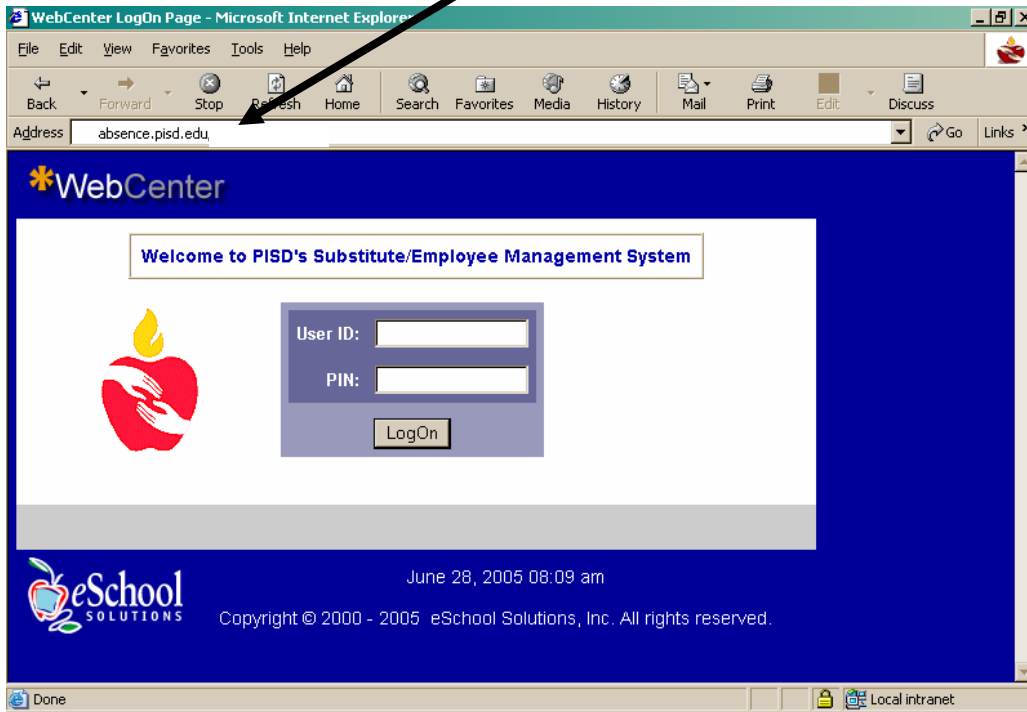 WebCenter LogOn Page - Microsoft Internet Explorer
File Edit View Favorites Tools Help
Back Forward Stop Refresh Home Search Favorites Media History Mail Print Edit Discuss
Address absence.pisd.edu Go Links
*WebCenter
Welcome to PISD's Substitute/Employee Management System
User ID:
PIN:
LogOn
eSchool
SOLUTIONS
June 28, 2005 08:09 am
Copyright © 2000 - 2005 eSchool Solutions, Inc. All rights reserved.
Done Local intranet